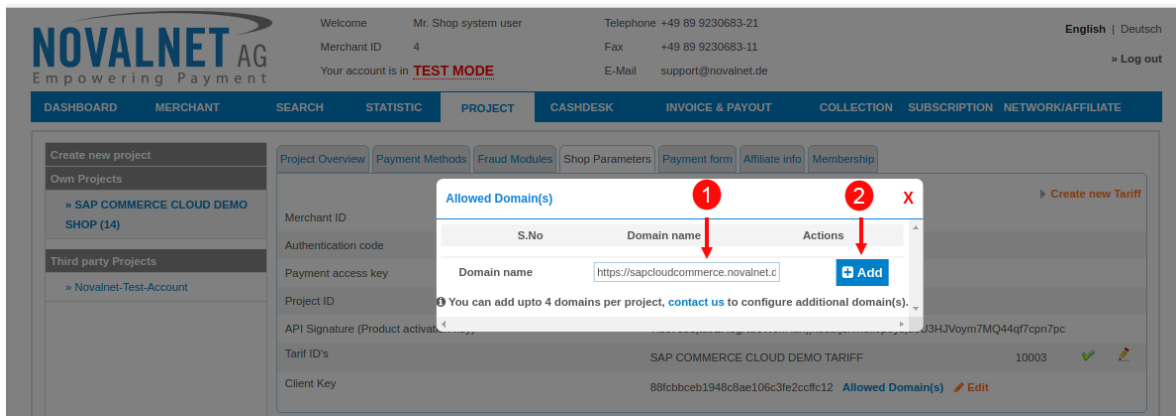 NOVALNET AG
Empowering Payment
Welcome Mr. Shop system user Telephone +49 89 9230683-21
English | Deutsch
Merchant ID 4 Fax +49 89 9230683-11
Your account is in TEST MODE E-Mail support@novalnet.de
» Log out
DASHBOARD MERCHANT SEARCH STATISTIC PROJECT CASHDESK INVOICE & PAYOUT COLLECTION SUBSCRIPTION NETWORK/AFFILIATE
Create new project
Own Projects
» SAP COMMERCE CLOUD DEMO
SHOP (14)
Third party Projects
» Novalnet-Test-Account
Project Overview Payment Methods Fraud Modules Shop Parameters Payment form Affiliate info Membership
Create new Tariff
Allowed Domain(s) 1 2 X
S.No Domain name Actions
Domain name https://sapcloudcommerce.novalnet.d Add
You can add upto 4 domains per project, contact us to configure additional domain(s).
Merchant ID
Authentication code
Payment access key
Project ID
API Signature (Product activation key)
Tarif ID's SAP COMMERCE CLOUD DEMO TARIFF 10003
Client Key 88fcbbceb1948c8ae106c3fe2ccffc12 Allowed Domain(s) Edit